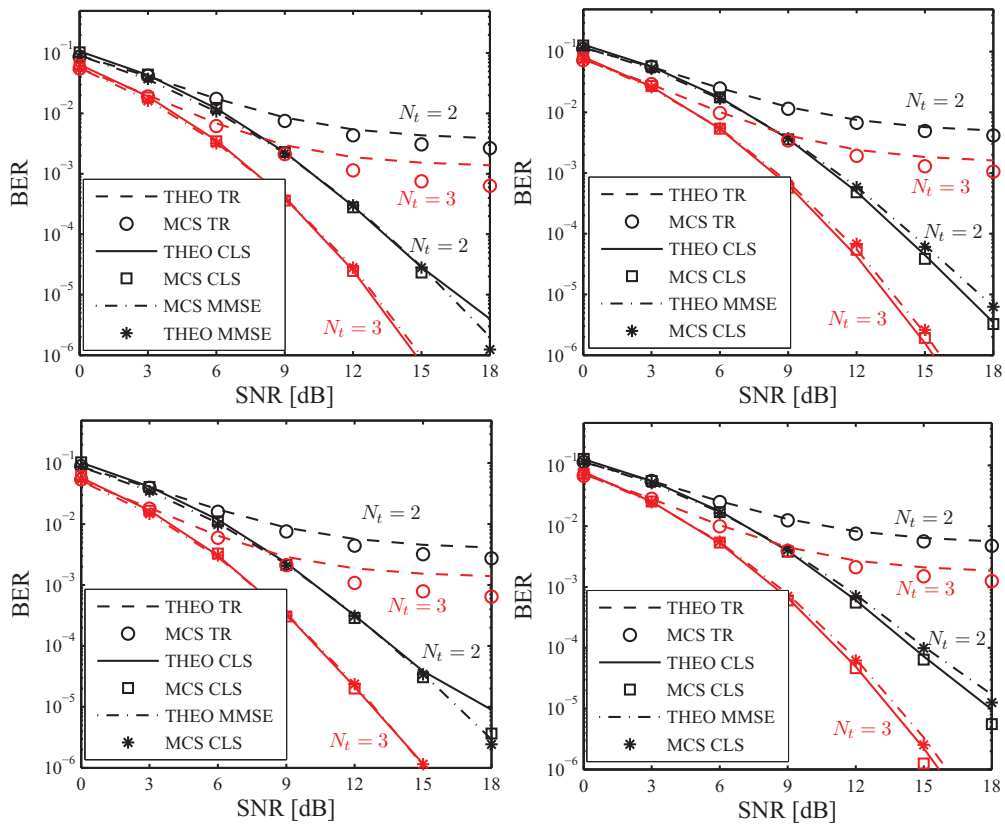 BER
10^{-1}
10^{-2}
10^{-3}
10^{-4}
10^{-5}
10^{-6}
0 3 6 9 12 15 18
SNR [dB]
N_t = 2
N_t = 3
N_t = 2
N_t = 3
THEO TR
MCS TR
THEO CLS
MCS CLS
MCS MMSE
THEO MMSE
BER
10^{-1}
10^{-2}
10^{-3}
10^{-4}
10^{-5}
10^{-6}
0 3 6 9 12 15 18
SNR [dB]
N_t = 2
N_t = 3
N_t = 2
N_t = 3
THEO TR
MCS TR
THEO CLS
MCS CLS
THEO MMSE
MCS CLS
BER
10^{-1}
10^{-2}
10^{-3}
10^{-4}
10^{-5}
10^{-6}
0 3 6 9 12 15 18
SNR [dB]
N_t = 2
N_t = 3
N_t = 2
N_t = 3
THEO TR
MCS TR
THEO CLS
MCS CLS
THEO MMSE
MCS CLS
BER
10^{-1}
10^{-2}
10^{-3}
10^{-4}
10^{-5}
10^{-6}
0 3 6 9 12 15 18
SNR [dB]
N_t = 2
N_t = 3
N_t = 2
N_t = 3
THEO TR
MCS TR
THEO CLS
MCS CLS
THEO MMSE
MCS CLS